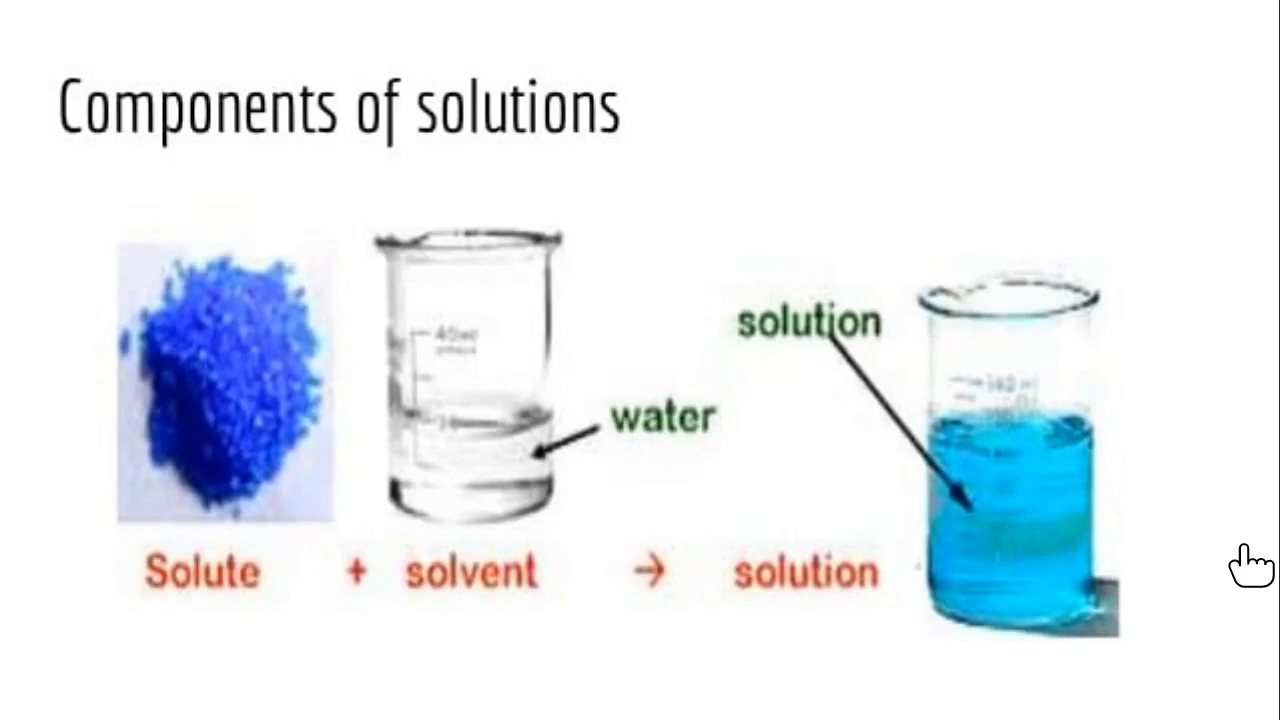 Components of solutions
solution
water
Solute + solvent → solution